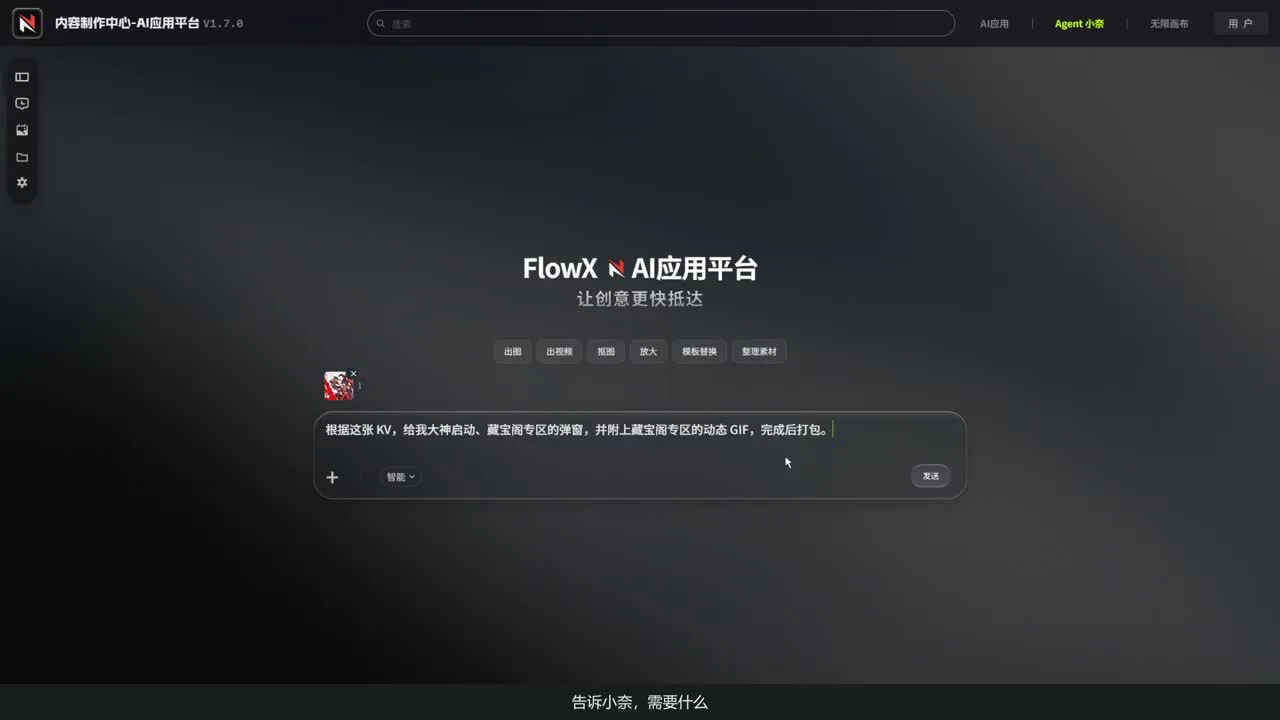 内容制作中心-AI应用平台 V1.7.0
搜索
AI应用
Agent 小奈
无限画布
用 户
FlowX AI应用平台
让创意更快抵达
出图
出视频
抠图
放大
模板替换
整理素材
1
根据这张 KV，给我大神启动、藏宝阁专区的弹窗，并附上藏宝阁专区的动态 GIF，完成后打包。
智能
发送
告诉小奈，需要什么